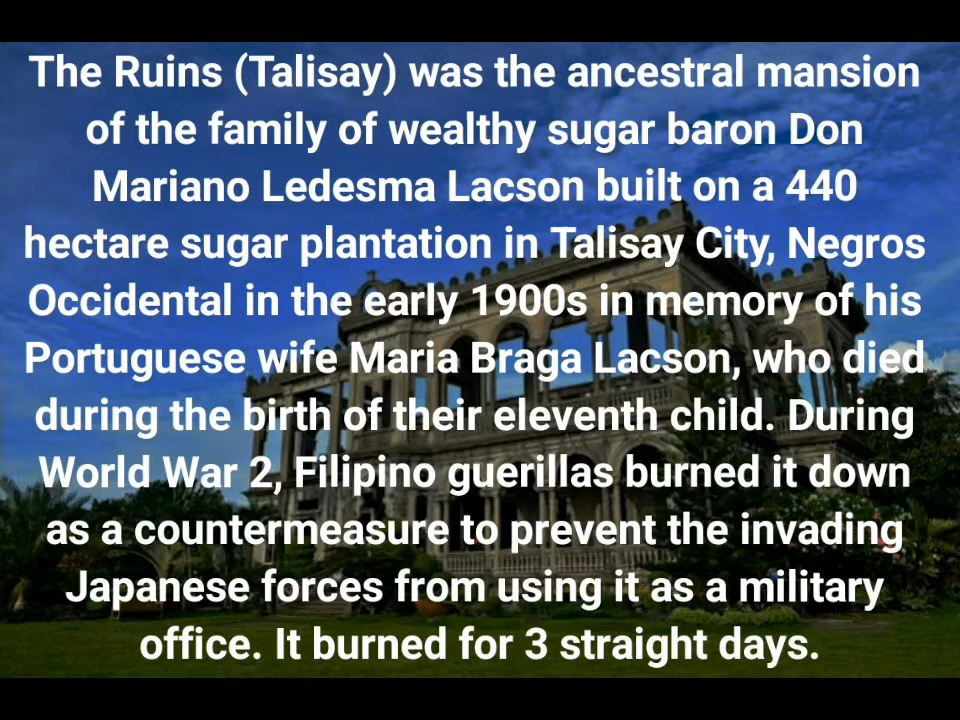 The Ruins (Talisay) was the ancestral mansion
of the family of wealthy sugar baron Don
Mariano Ledesma Lacson built on a 440
hectare sugar plantation in Talisay City, Negros
Occidental in the early 1900s in memory of his
Portuguese wife Maria Braga Lacson, who died
during the birth of their eleventh child. During
World War 2, Filipino guerillas burned it down
as a countermeasure to prevent the invading
Japanese forces from using it as a military
office. It burned for 3 straight days.